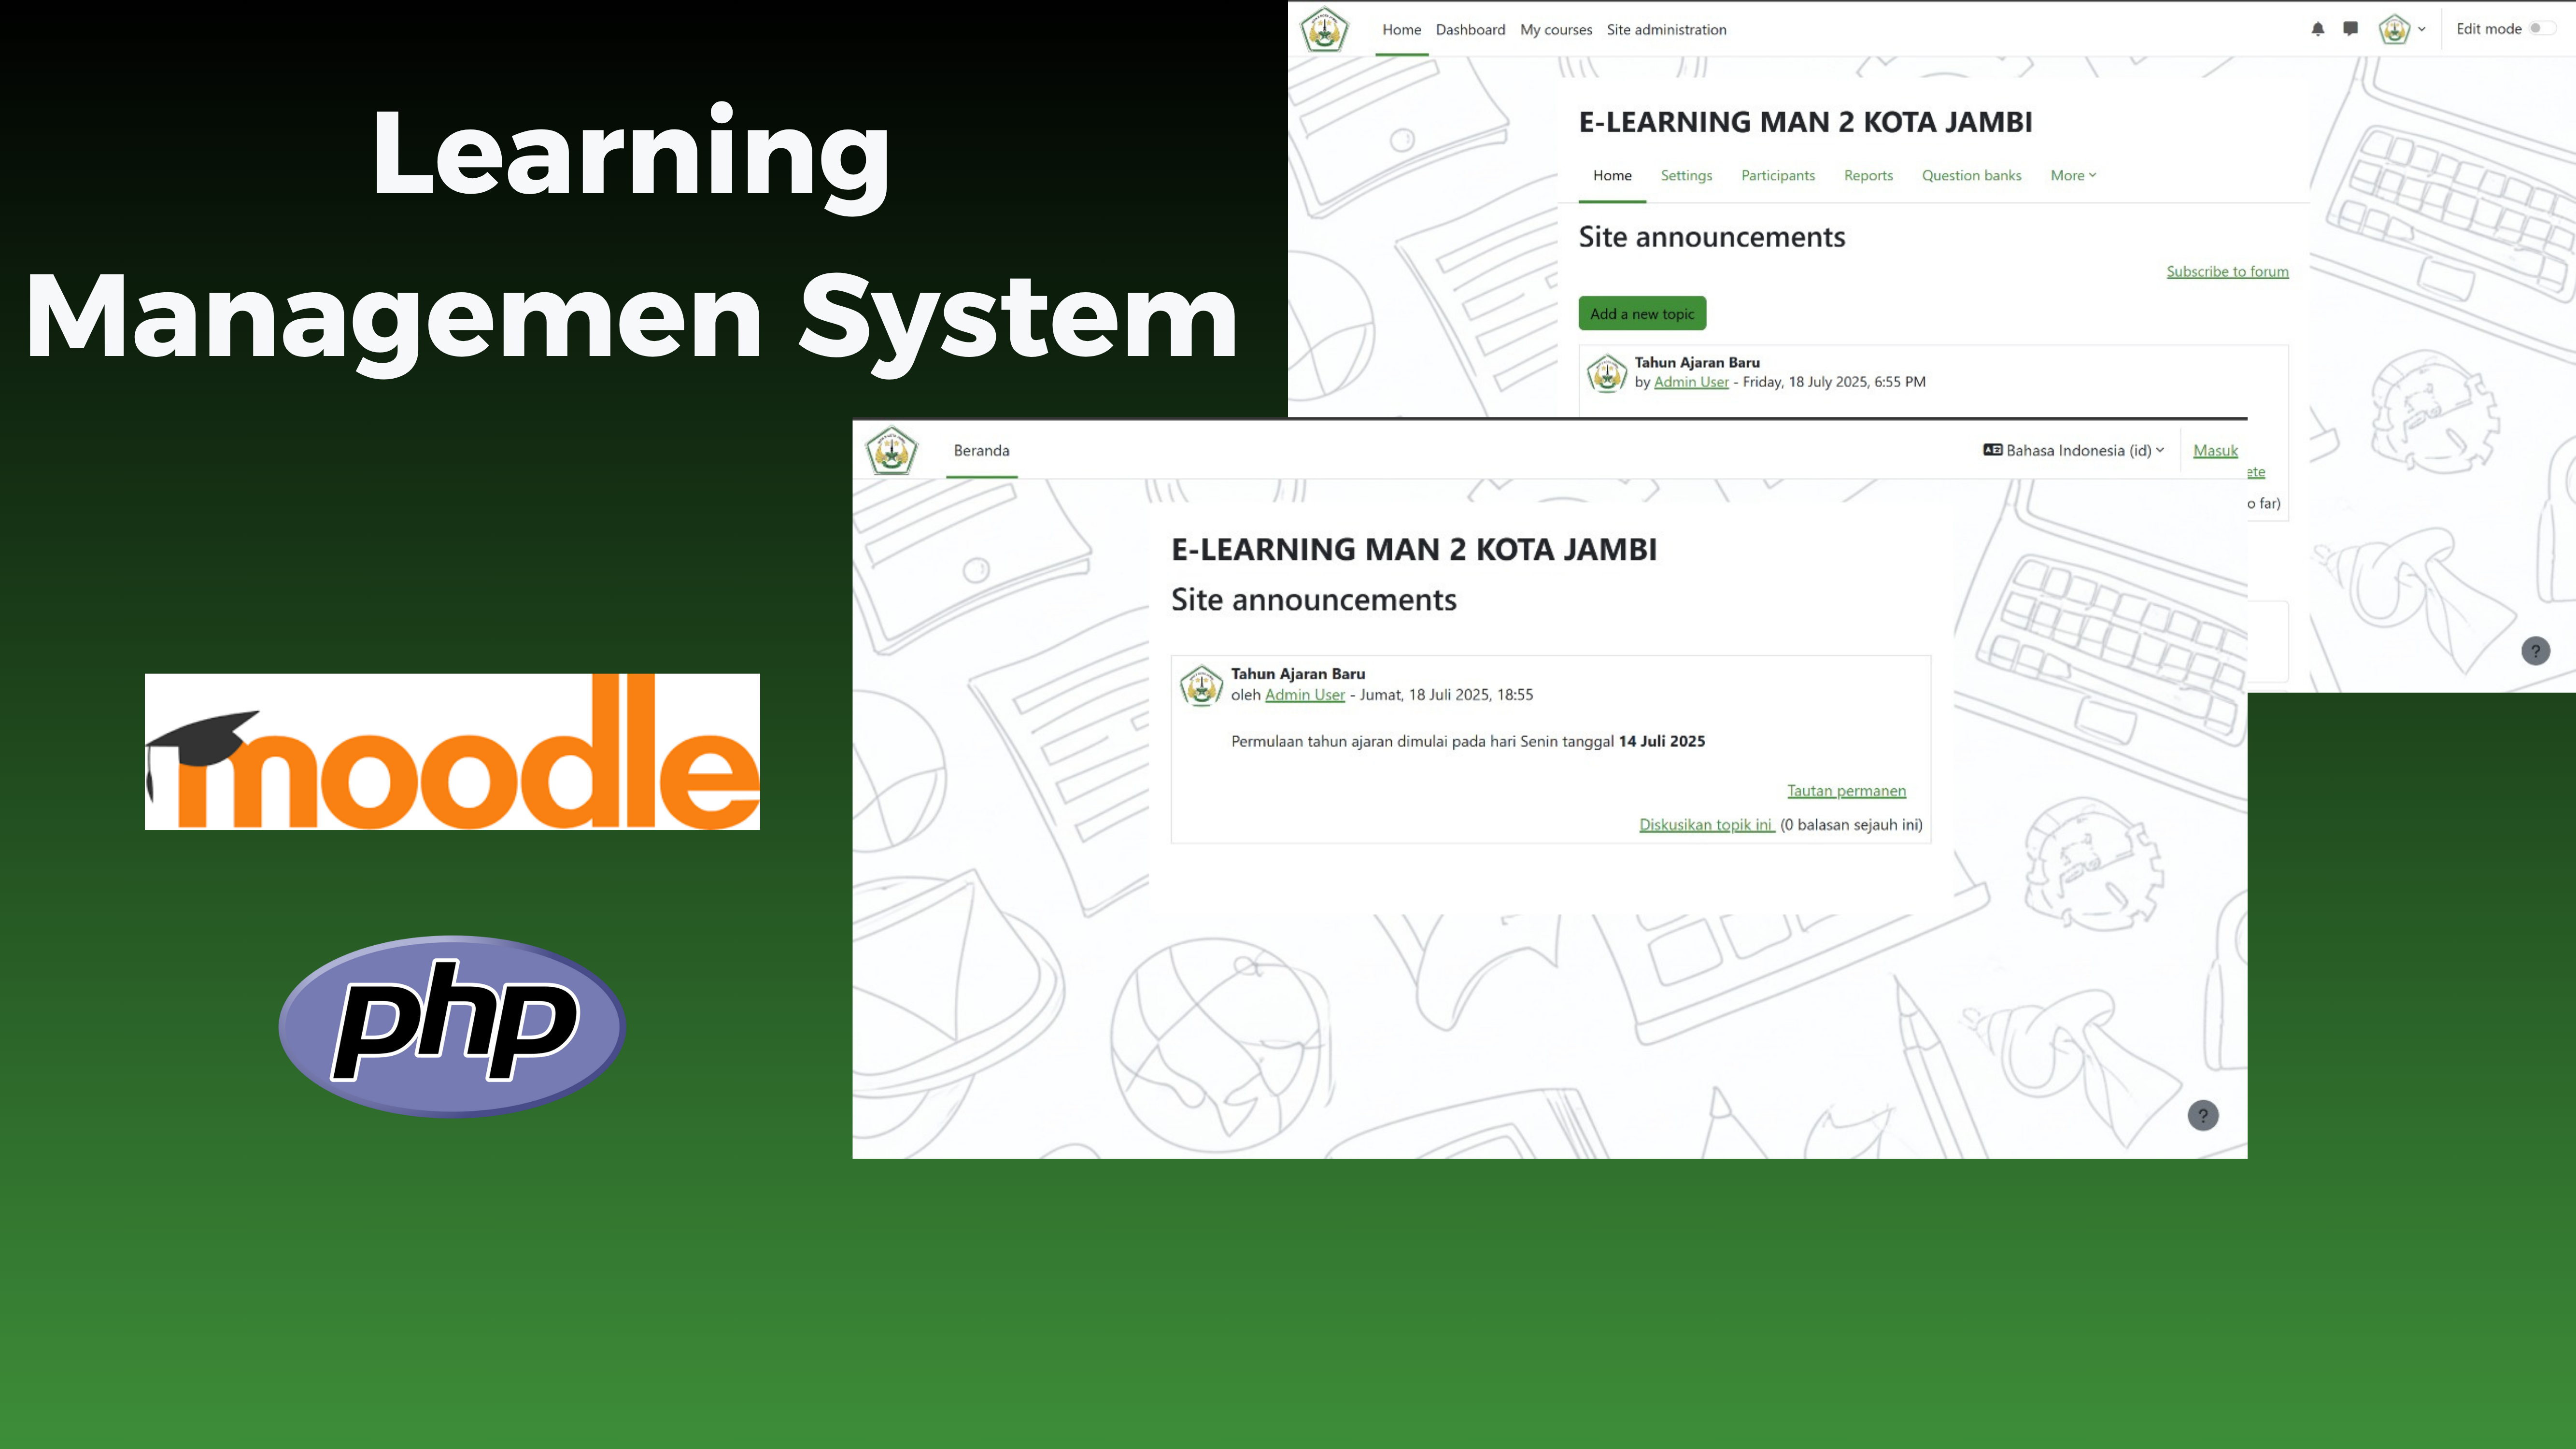 Learning
Managemen System
moodle
php
Home Dashboard My courses Site administration
Edit mode
E-LEARNING MAN 2 KOTA JAMBI
Home Settings Participants Reports Question banks More
Site announcements
Subscribe to forum
Add a new topic
Tahun Ajaran Baru
by Admin User - Friday, 18 July 2025, 6:55 PM
ete
o far)
?
Beranda
Bahasa Indonesia (id)
Masuk
E-LEARNING MAN 2 KOTA JAMBI
Site announcements
Tahun Ajaran Baru
oleh Admin User - Jumat, 18 Juli 2025, 18:55
Permulaan tahun ajaran dimulai pada hari Senin tanggal 14 Juli 2025
Tautan permanen
Diskusikan topik ini (0 balasan sejauh ini)
?